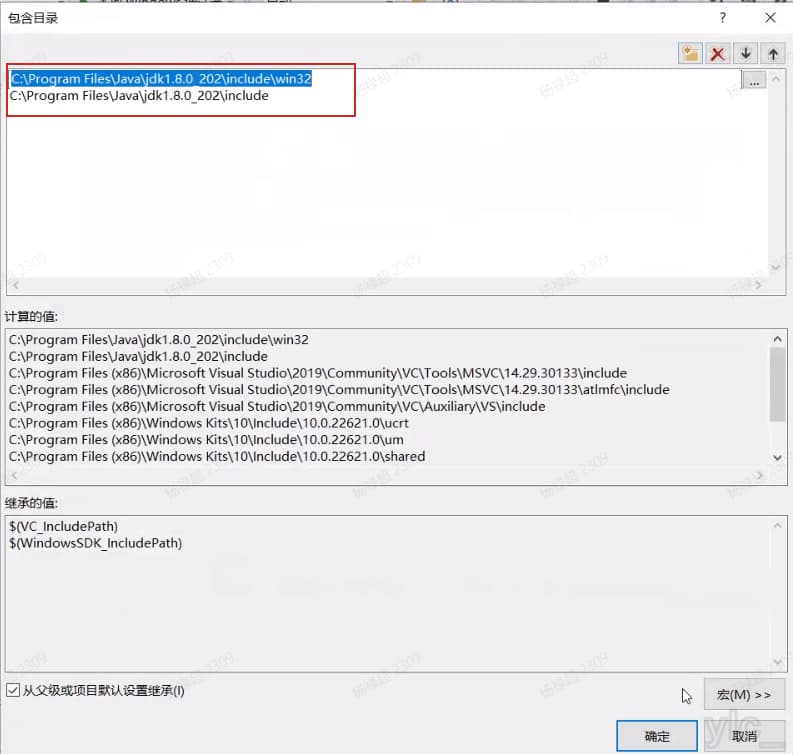 包含目录
C:\Program Files\Java\jdk1.8.0_202\include\win32
...
C:\Program Files\Java\jdk1.8.0_202\include
计算的值:
C:\Program Files\Java\jdk1.8.0_202\include\win32
C:\Program Files\Java\jdk1.8.0_202\include
C:\Program Files (x86)\Microsoft Visual Studio\2019\Community\VC\Tools\MSVC\14.29.30133\include
C:\Program Files (x86)\Microsoft Visual Studio\2019\Community\VC\Tools\MSVC\14.29.30133\atlmfc\include
C:\Program Files (x86)\Microsoft Visual Studio\2019\Community\VC\Auxiliary\VS\include
C:\Program Files (x86)\Windows Kits\10\Include\10.0.22621.0\ucrt
C:\Program Files (x86)\Windows Kits\10\Include\10.0.22621.0\um
C:\Program Files (x86)\Windows Kits\10\Include\10.0.22621.0\shared
继承的值:
$(VC_IncludePath)
$(WindowsSDK_IncludePath)
从父级或项目默认设置继承(I)
宏(M) >>
确定
取消